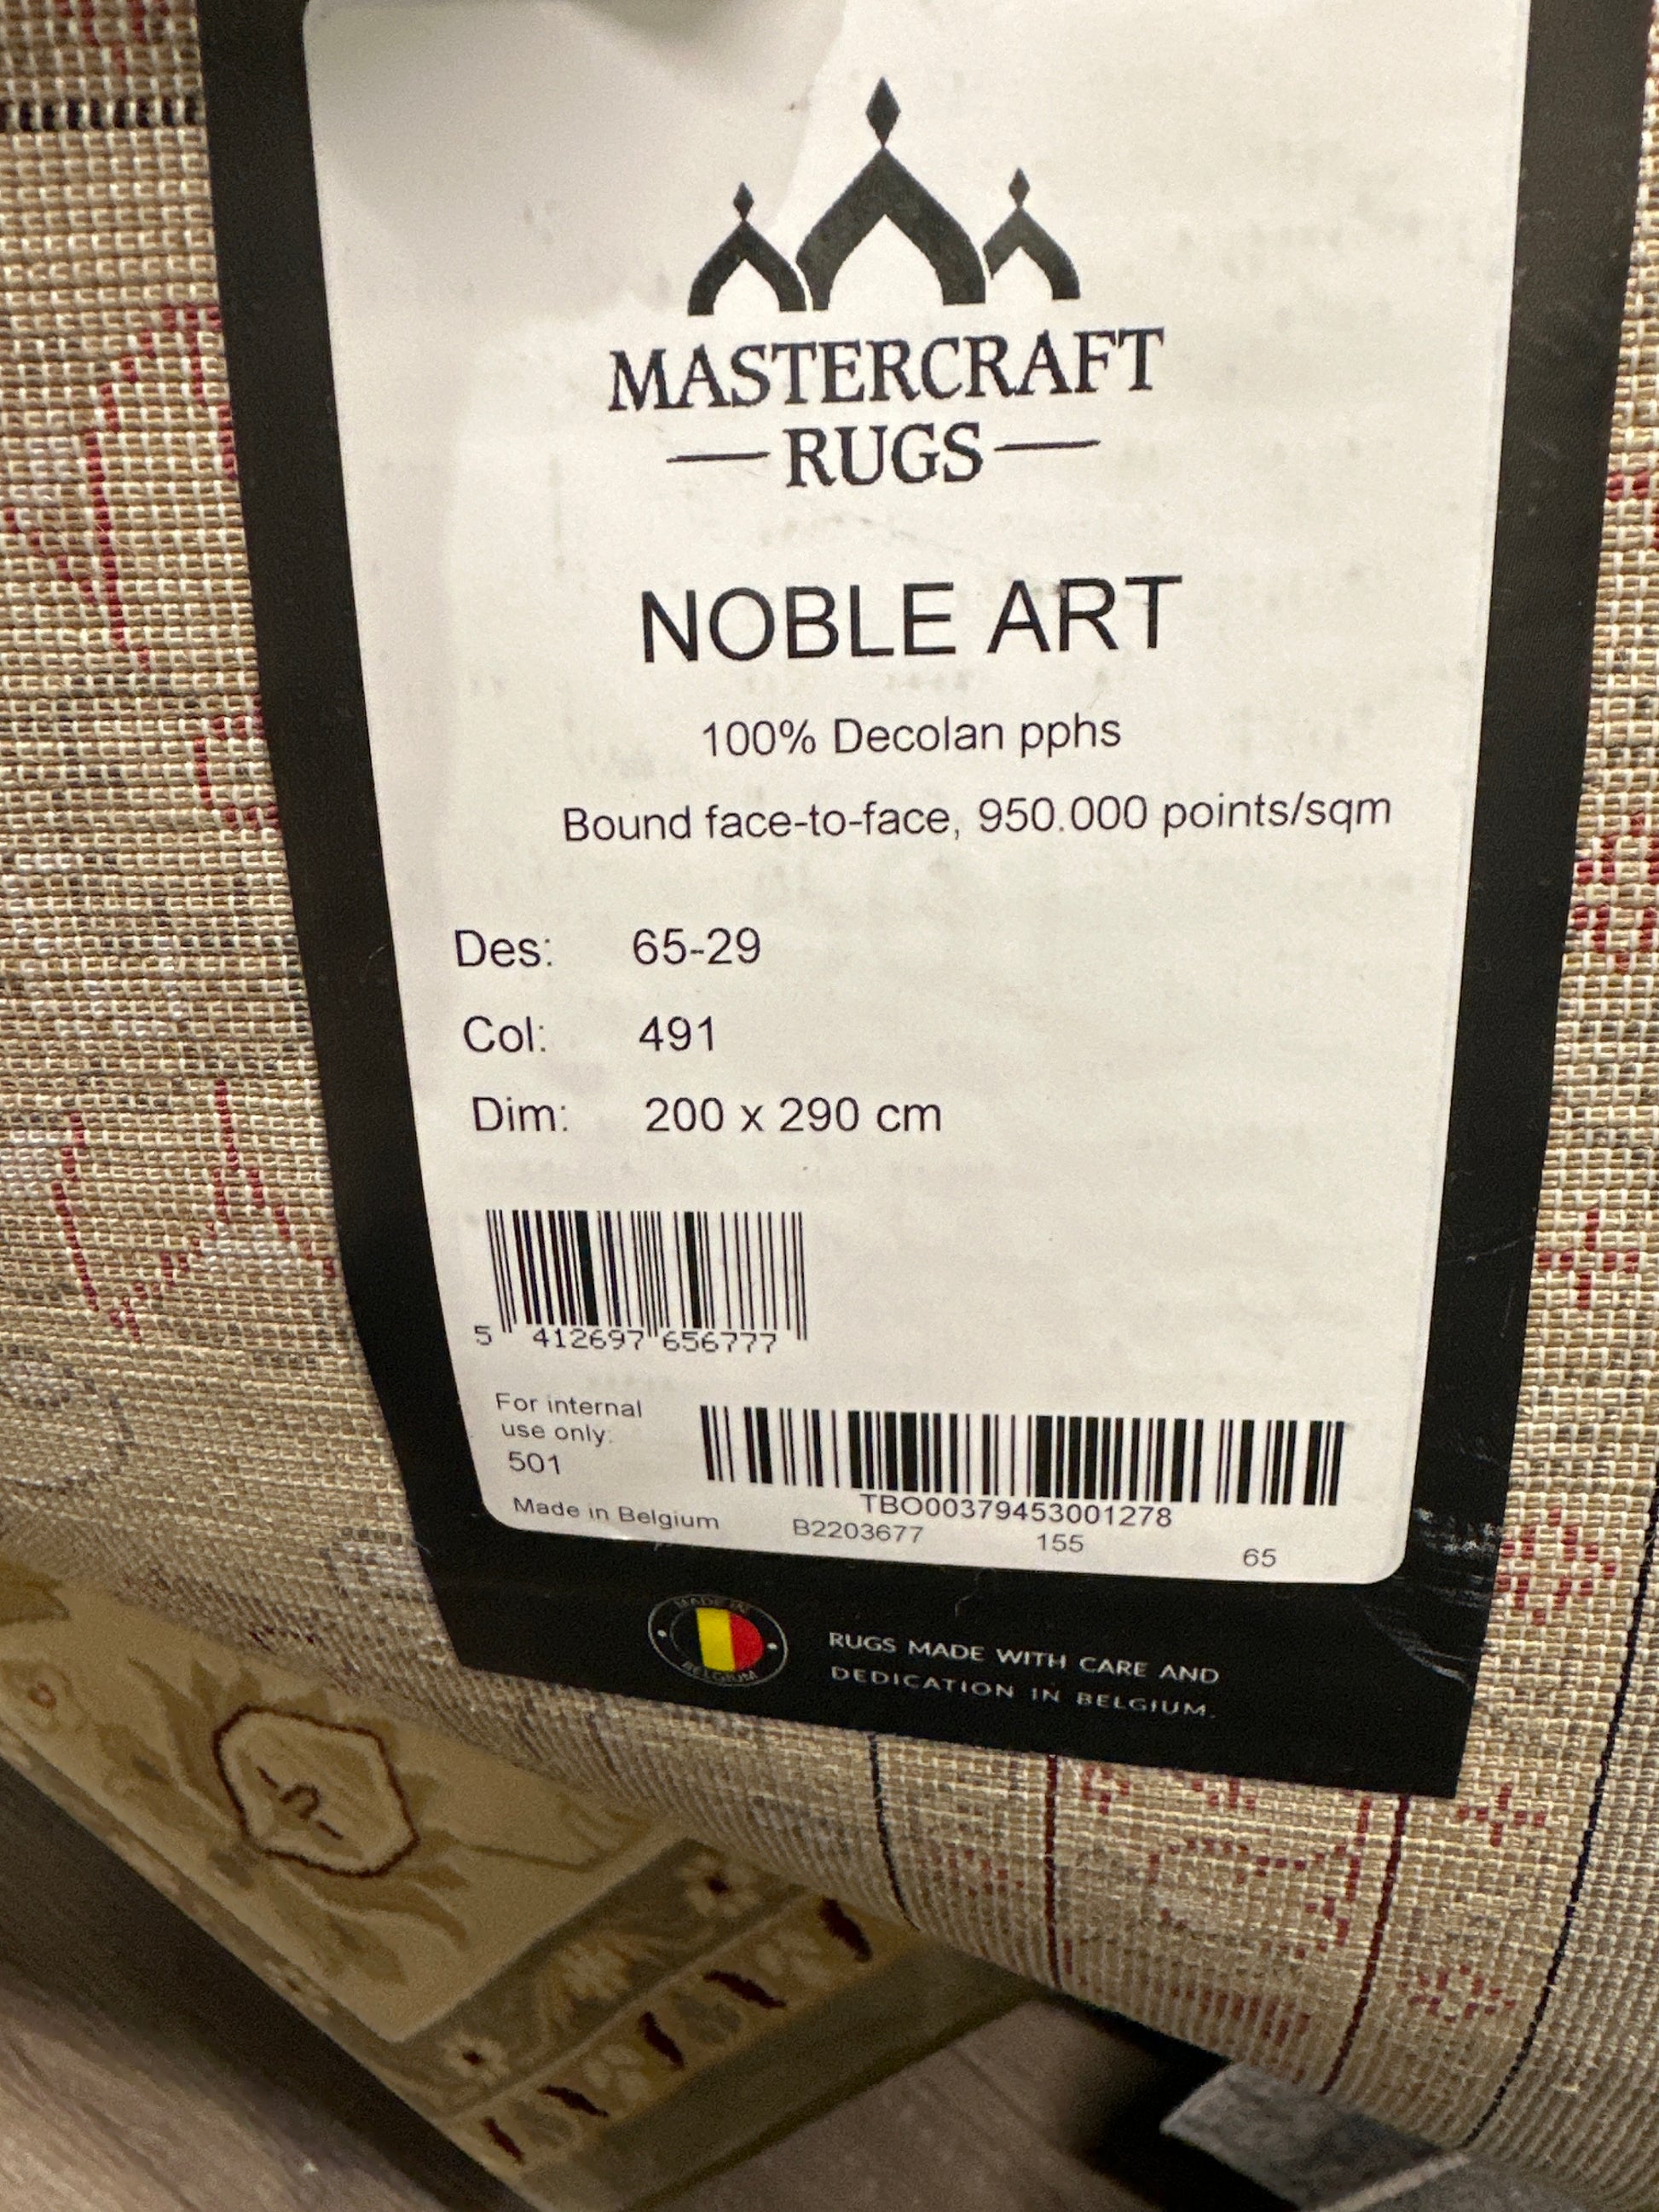 MASTERCRAFT
RUGS
NOBLE ART
100% Decolan pphs
Bound face-to-face, 950.000 points/sqm
Des: 65-29
Col: 491
Dim: 200 x 290 cm
5 412697 656777
For internal
use only:
501
TBO00379453001278
Made in Belgium B2203677 155 65
MADE IN
BELGIUM
RUGS MADE WITH CARE AND
DEDICATION IN BELGIUM.